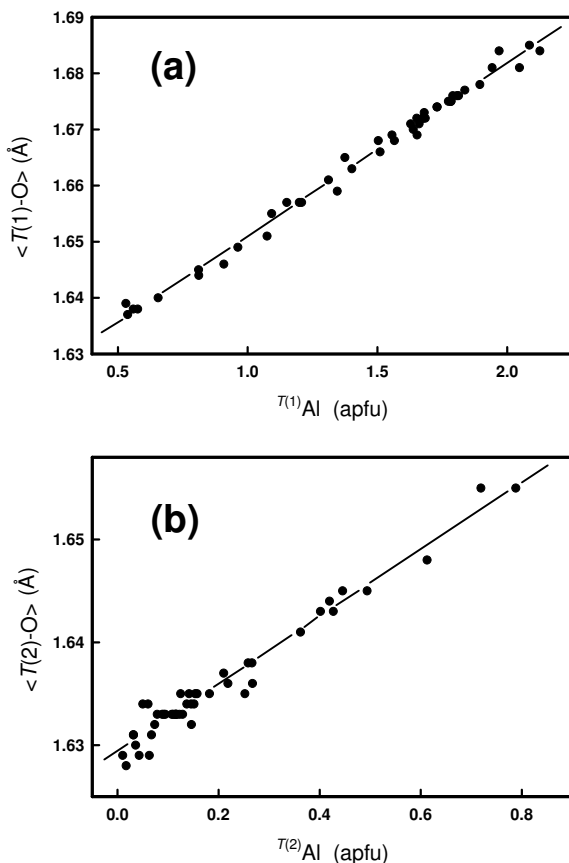 1.69
(a)
1.68
1.67
<T(1)-O> (Å)
1.66
1.65
1.64
1.63
0.5 1.0 1.5 2.0
T(1)Al (apfu)
(b)
1.65
<T(2)-O> (Å)
1.64
1.63
0.0 0.2 0.4 0.6 0.8
T(2)Al (apfu)